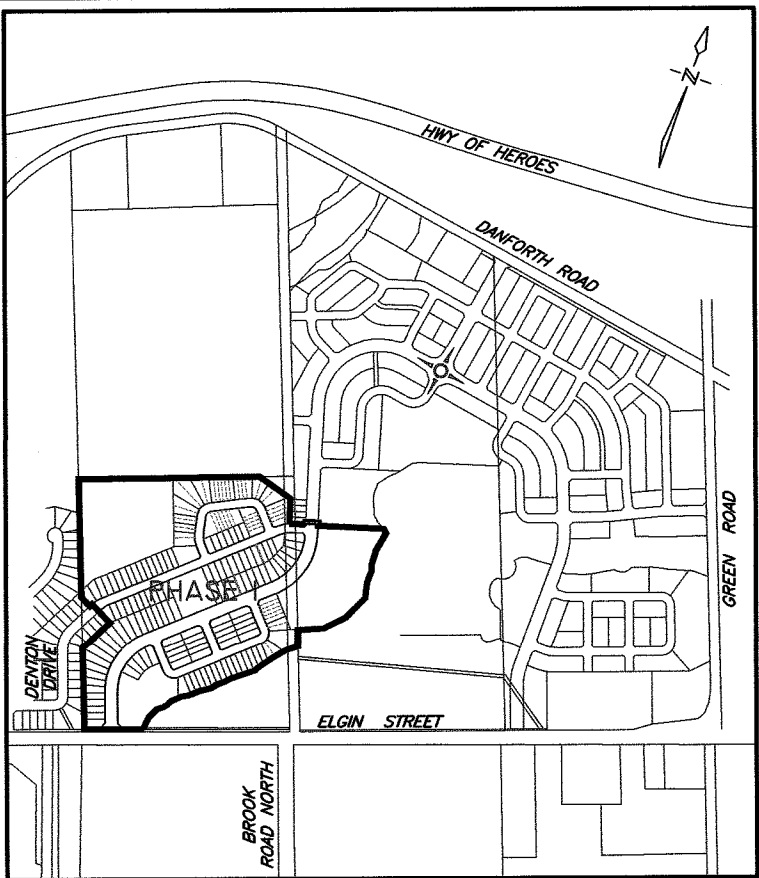 N
HWY OF HEROES
DANFORTH ROAD
GREEN ROAD
PHASE I
DENTON
DRIVE
ELGIN STREET
BROOK
ROAD NORTH